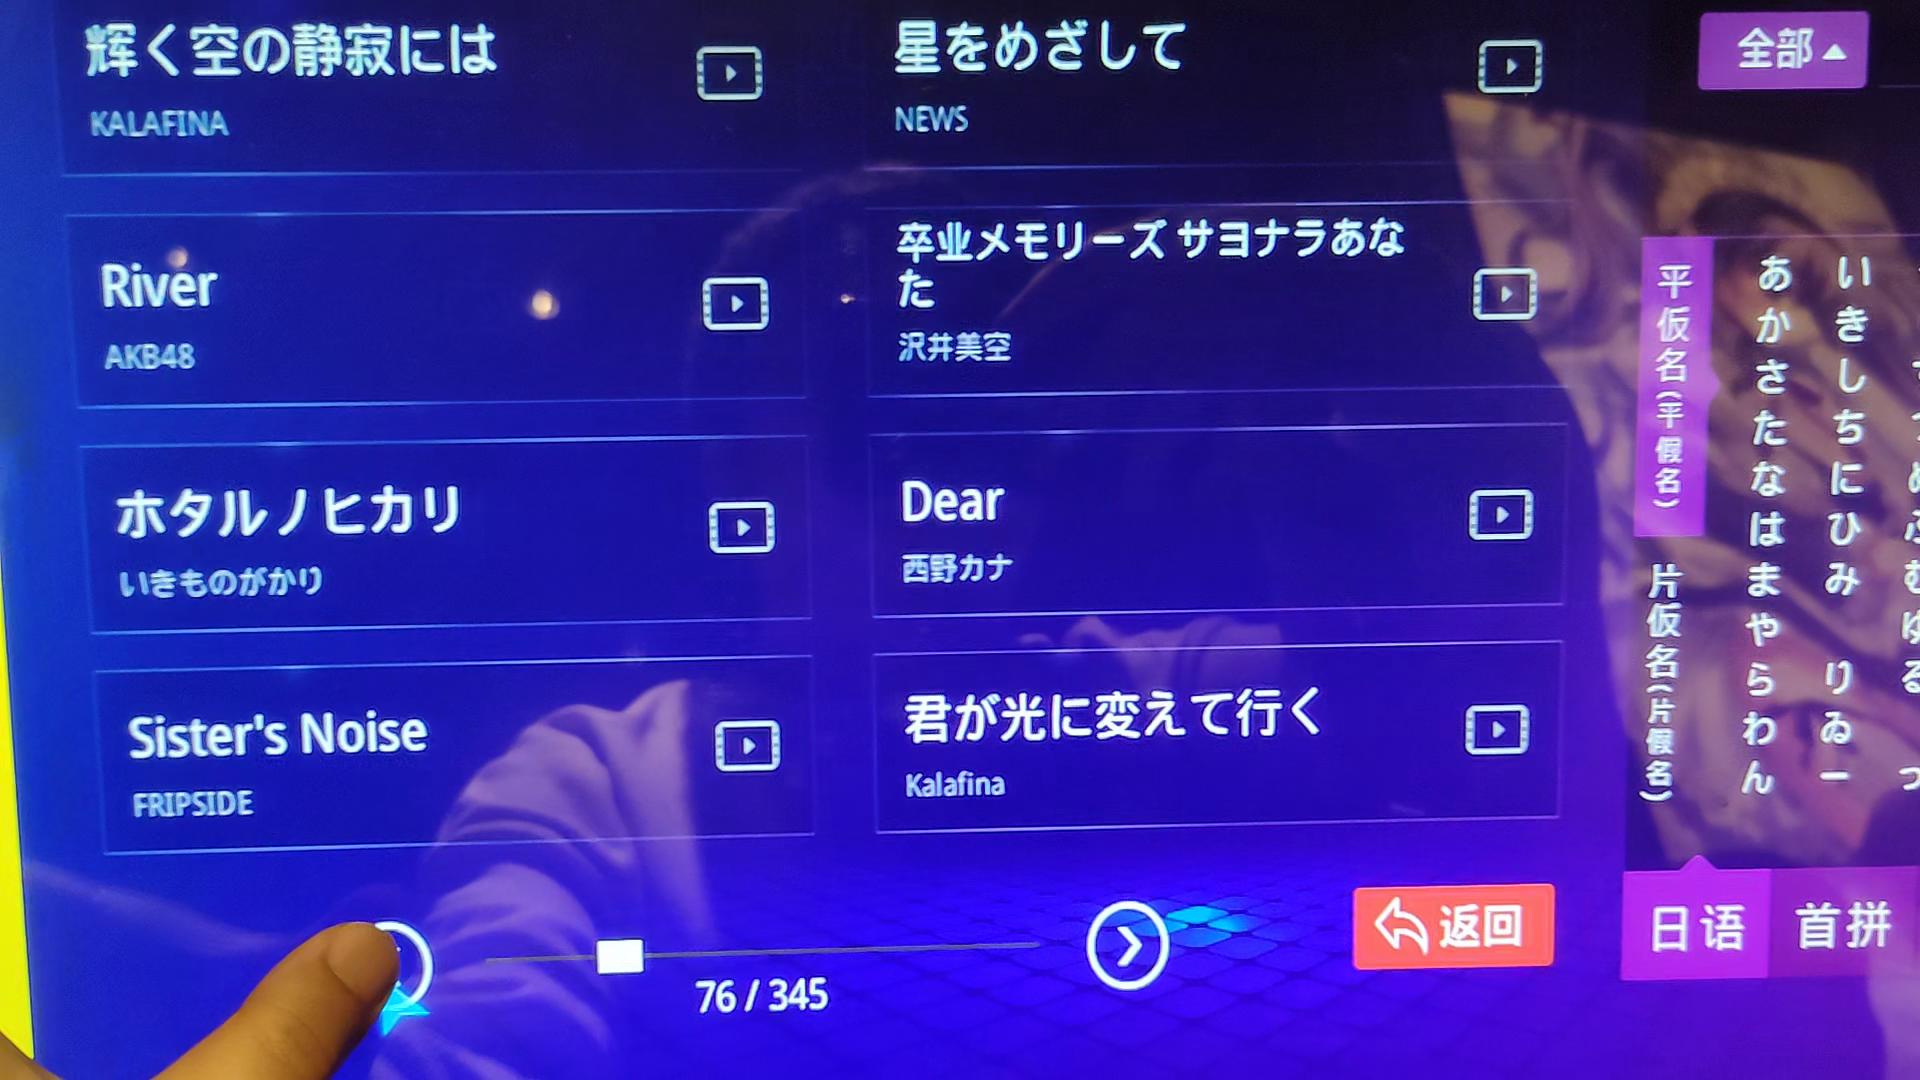 辉く空の静寂には
KALAFINA
星をめざして
NEWS
River
AKB48
卒业メモリーズ サヨナラあな
た
沢井美空
ホタルノヒカリ
いきものがかり
Dear
西野カナ
Sister's Noise
FRIPSIDE
君が光に変えて行く
Kalafina
76 / 345
返回
全部
平仮名(平假名)
片仮名(片假名)
あかさたなはまやらわん
いきしちにひみ りゐー
むゆる
日语
首拼